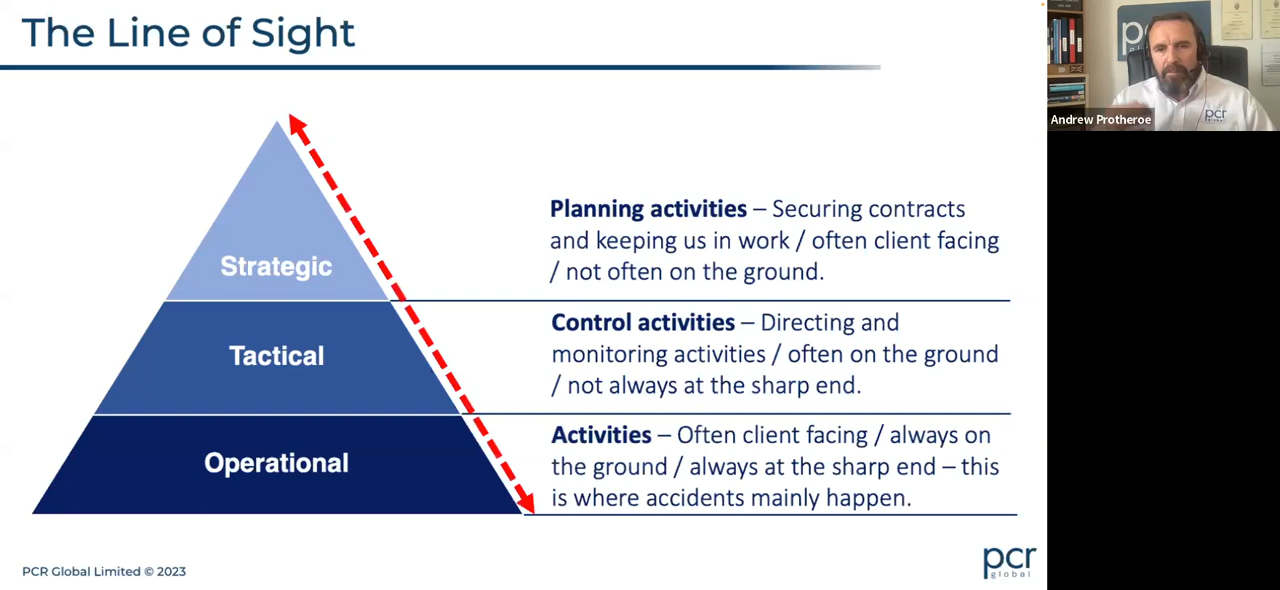 The Line of Sight
Strategic
Planning activities – Securing contracts
and keeping us in work / often client facing
/ not often on the ground.
Tactical
Control activities – Directing and
monitoring activities / often on the ground
/ not always at the sharp end.
Operational
Activities – Often client facing / always on
the ground / always at the sharp end – this
is where accidents mainly happen.
PCR Global Limited © 2023
pcr
global
Andrew Protheroe
pcr
global